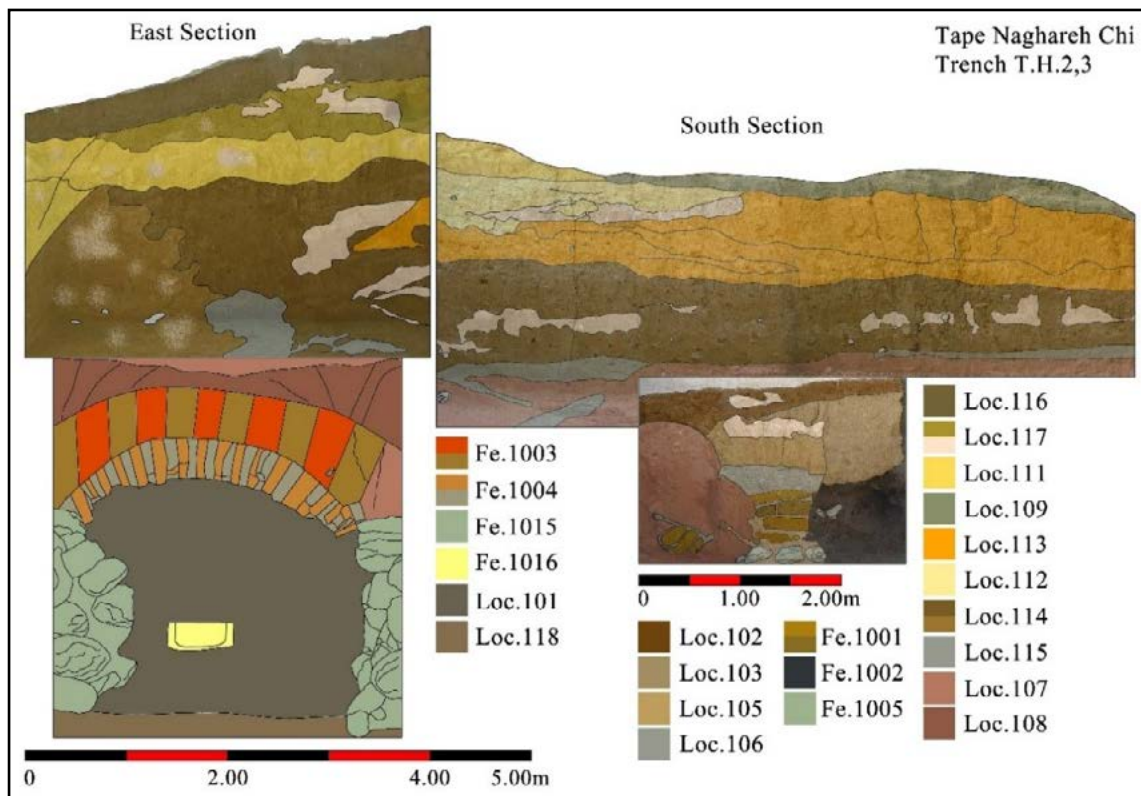 East Section
Tape Naghareh Chi
Trench T.H.2,3
South Section
Fe.1003
Fe.1004
Fe.1015
Fe.1016
Loc.101
Loc.118
0 2.00 4.00 5.00m
0 1.00 2.00m
Loc.102
Loc.103
Loc.105
Loc.106
Fe.1001
Fe.1002
Fe.1005
Loc.116
Loc.117
Loc.111
Loc.109
Loc.113
Loc.112
Loc.114
Loc.115
Loc.107
Loc.108